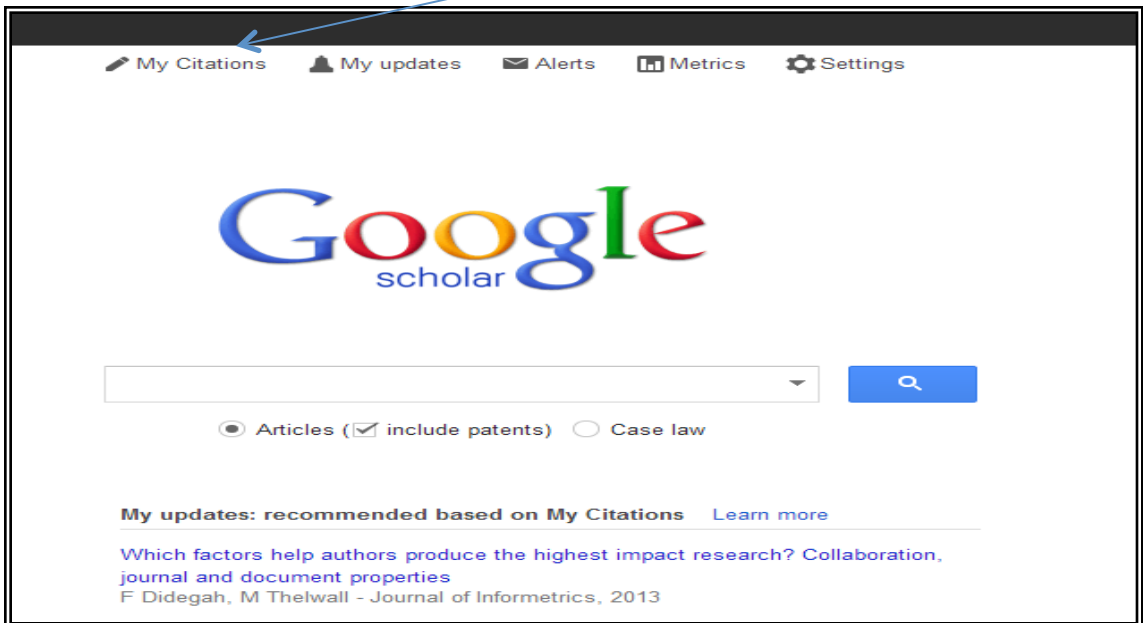 My Citations My updates Alerts Metrics Settings
Google
scholar
Articles ( include patents) Case law
My updates: recommended based on My Citations Learn more
Which factors help authors produce the highest impact research? Collaboration,
journal and document properties
F Didegah, M Thelwall - Journal of Informetrics, 2013